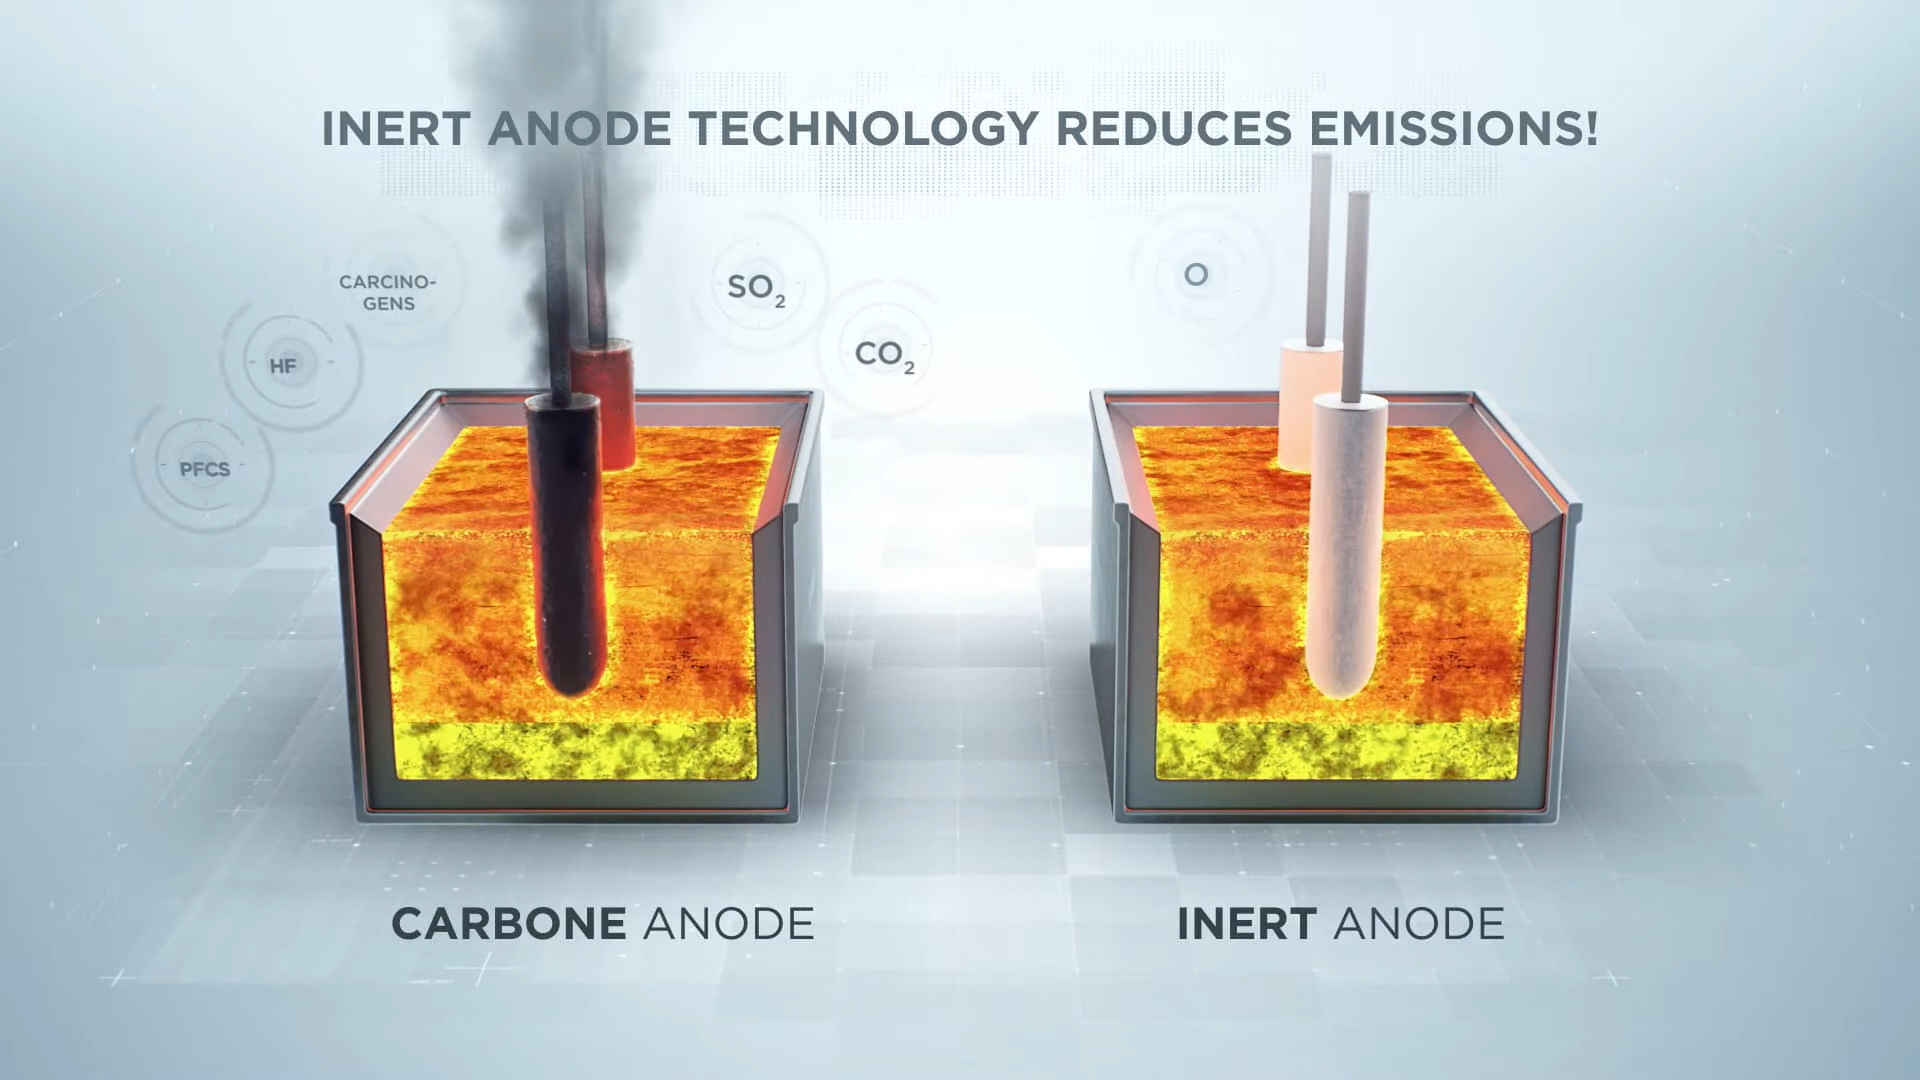 INERT ANODE TECHNOLOGY REDUCES EMISSIONS!
CARCINO-
GENS
HF
PFCS
SO2
CO2
O
CARBONE ANODE
INERT ANODE